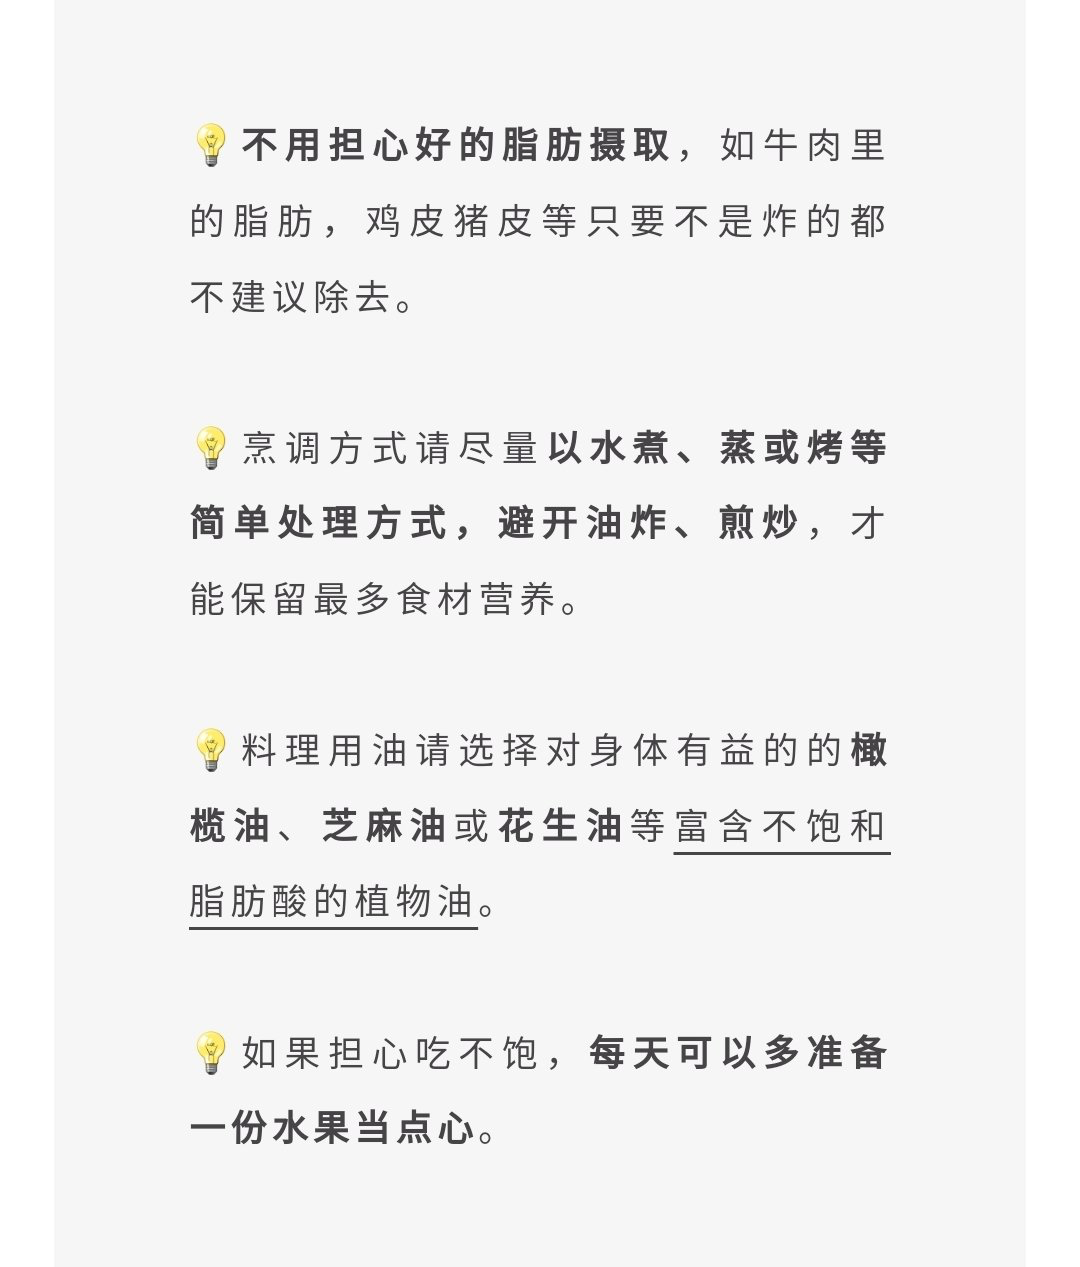 💡不用担心好的脂肪摄取，如牛肉里
的脂肪，鸡皮猪皮等只要不是炸的都
不建议除去。
💡烹调方式请尽量以水煮、蒸或烤等
简单处理方式，避开油炸、煎炒，才
能保留最多食材营养。
💡料理用油请选择对身体有益的的橄
榄油、芝麻油或花生油等富含不饱和
脂肪酸的植物油。
💡如果担心吃不饱，每天可以多准备
一份水果当点心。